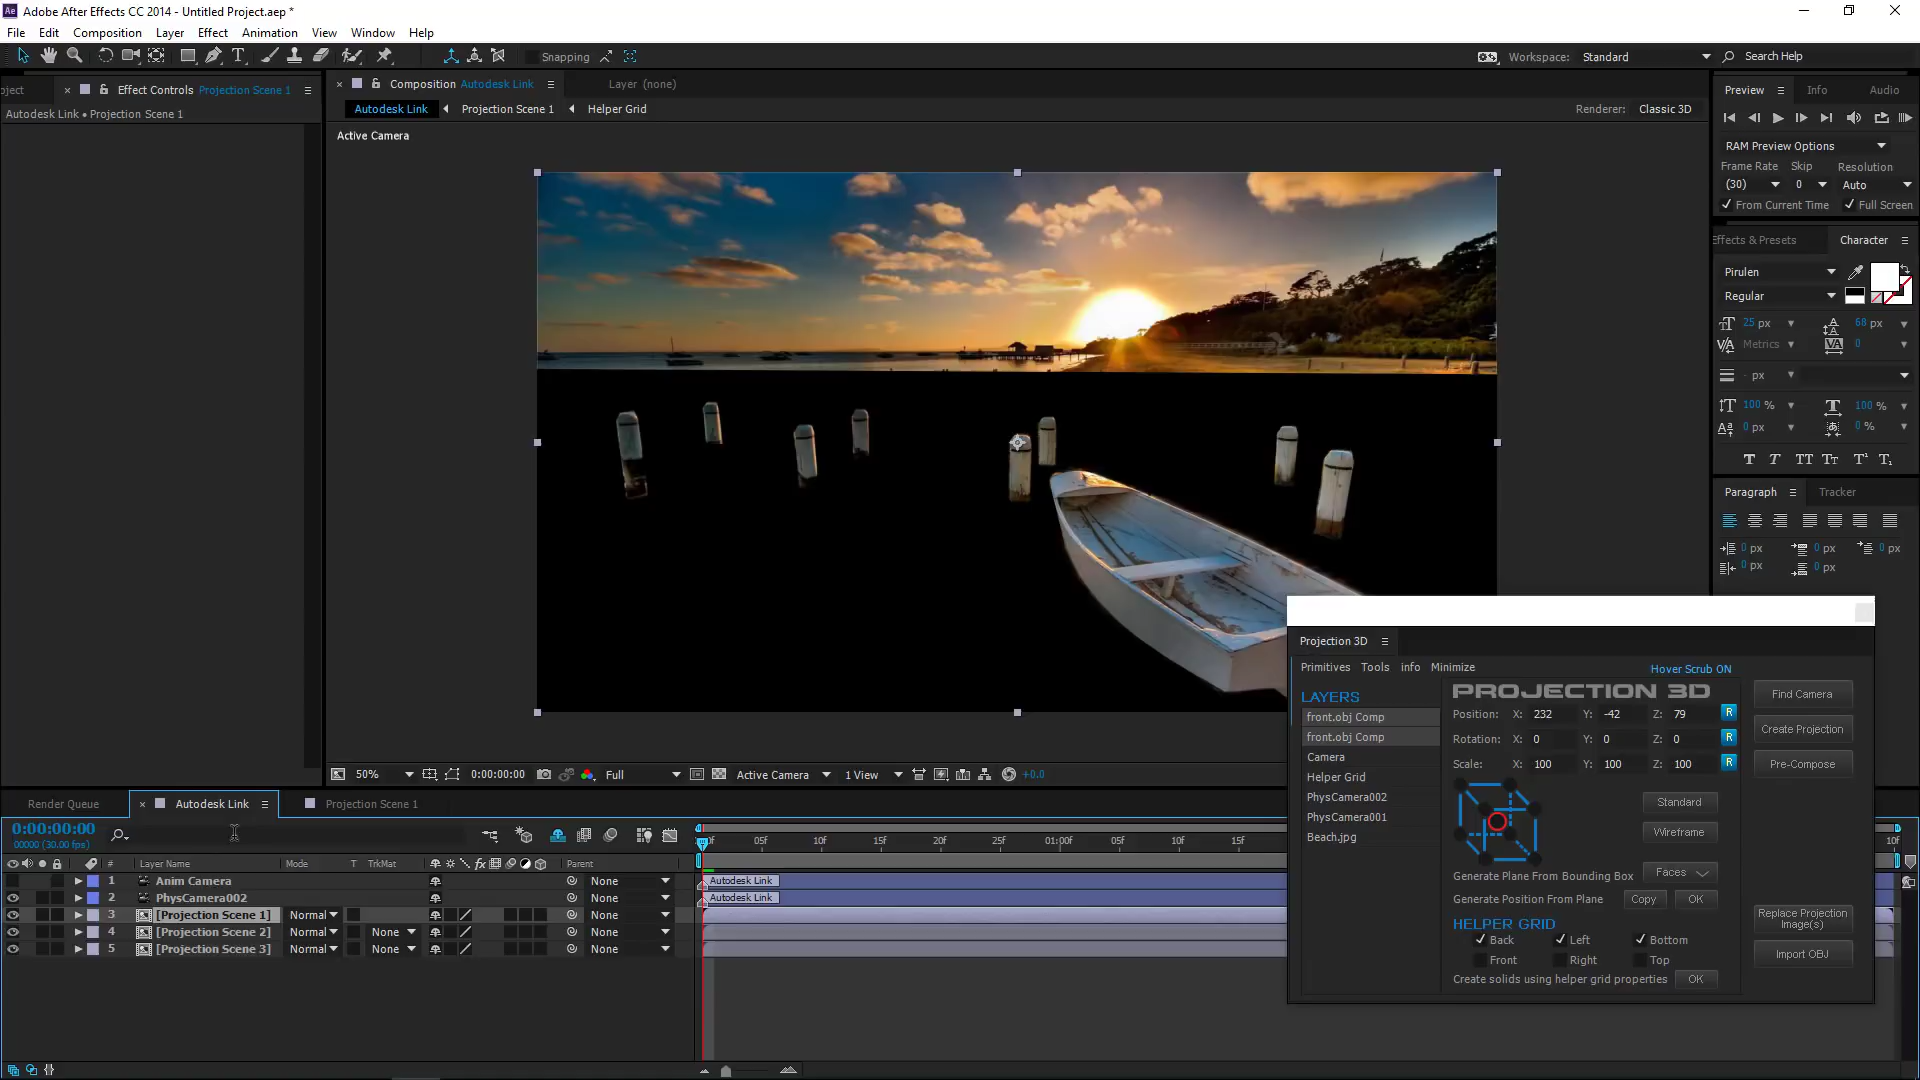 Adobe After Effects CC 2014 - Untitled Project.aep *
File Edit Composition Layer Effect Animation View Window Help
Snapping
Workspace: Standard
Search Help
oject
Effect Controls Projection Scene 1
Autodesk Link • Projection Scene 1
Composition Autodesk Link
Layer (none)
Autodesk Link Projection Scene 1 Helper Grid
Renderer: Classic 3D
Active Camera
Preview Info Audio
RAM Preview Options
Frame Rate Skip Resolution
(30) 0 Auto
From Current Time Full Screen
Effects & Presets Character
Pirulen
Regular
25 px 68 px
Metrics 0
- px
100 % 100 %
0 px 0 %
Paragraph Tracker
0 px 0 px 0 px
0 px 0 px
50% 0:00:00:00 Full Active Camera 1 View +0.0
Projection 3D
Primitives Tools info Minimize
Hover Scrub ON
LAYERS
front.obj Comp
front.obj Comp
Camera
Helper Grid
PhysCamera002
PhysCamera001
Beach.jpg
PROJECTION 3D
Position: X: 232 Y: -42 Z: 79 R
Rotation: X: 0 Y: 0 Z: 0 R
Scale: X: 100 Y: 100 Z: 100 R
Standard
Wireframe
Generate Plane From Bounding Box Faces
Generate Position From Plane Copy OK
HELPER GRID
Back Left Bottom
Front Right Top
Create solids using helper grid properties OK
Find Camera
Create Projection
Pre-Compose
Replace Projection Image(s)
Import OBJ
Render Queue Autodesk Link Projection Scene 1
0:00:00:00
00000 (30.00 fps)
05f 10f 15f 20f 25f 01:00f 05f 10f 15f
10f
# Layer Name Mode T TrkMat Parent
1 Anim Camera None Autodesk Link
2 PhysCamera002 None Autodesk Link
3 [Projection Scene 1] Normal None
4 [Projection Scene 2] Normal None None
5 [Projection Scene 3] Normal None None